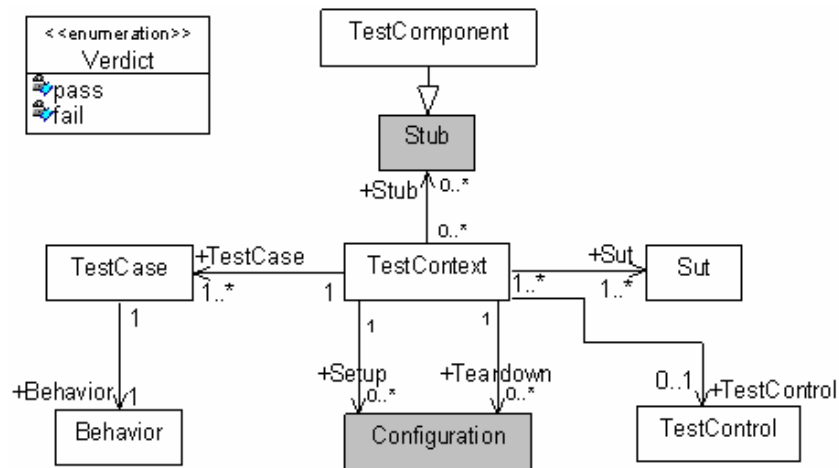 <<enumeration>>
Verdict
pass
fail
TestComponent
Stub
+Stub
0..*
0..*
TestCase
+TestCase
1..*
1
TestContext
1..*
+Sut
1..*
Sut
1
1
1
+Behavior
1
Behavior
+Setup
0..*
+Teardown
0..*
Configuration
0..1
+TestControl
TestControl